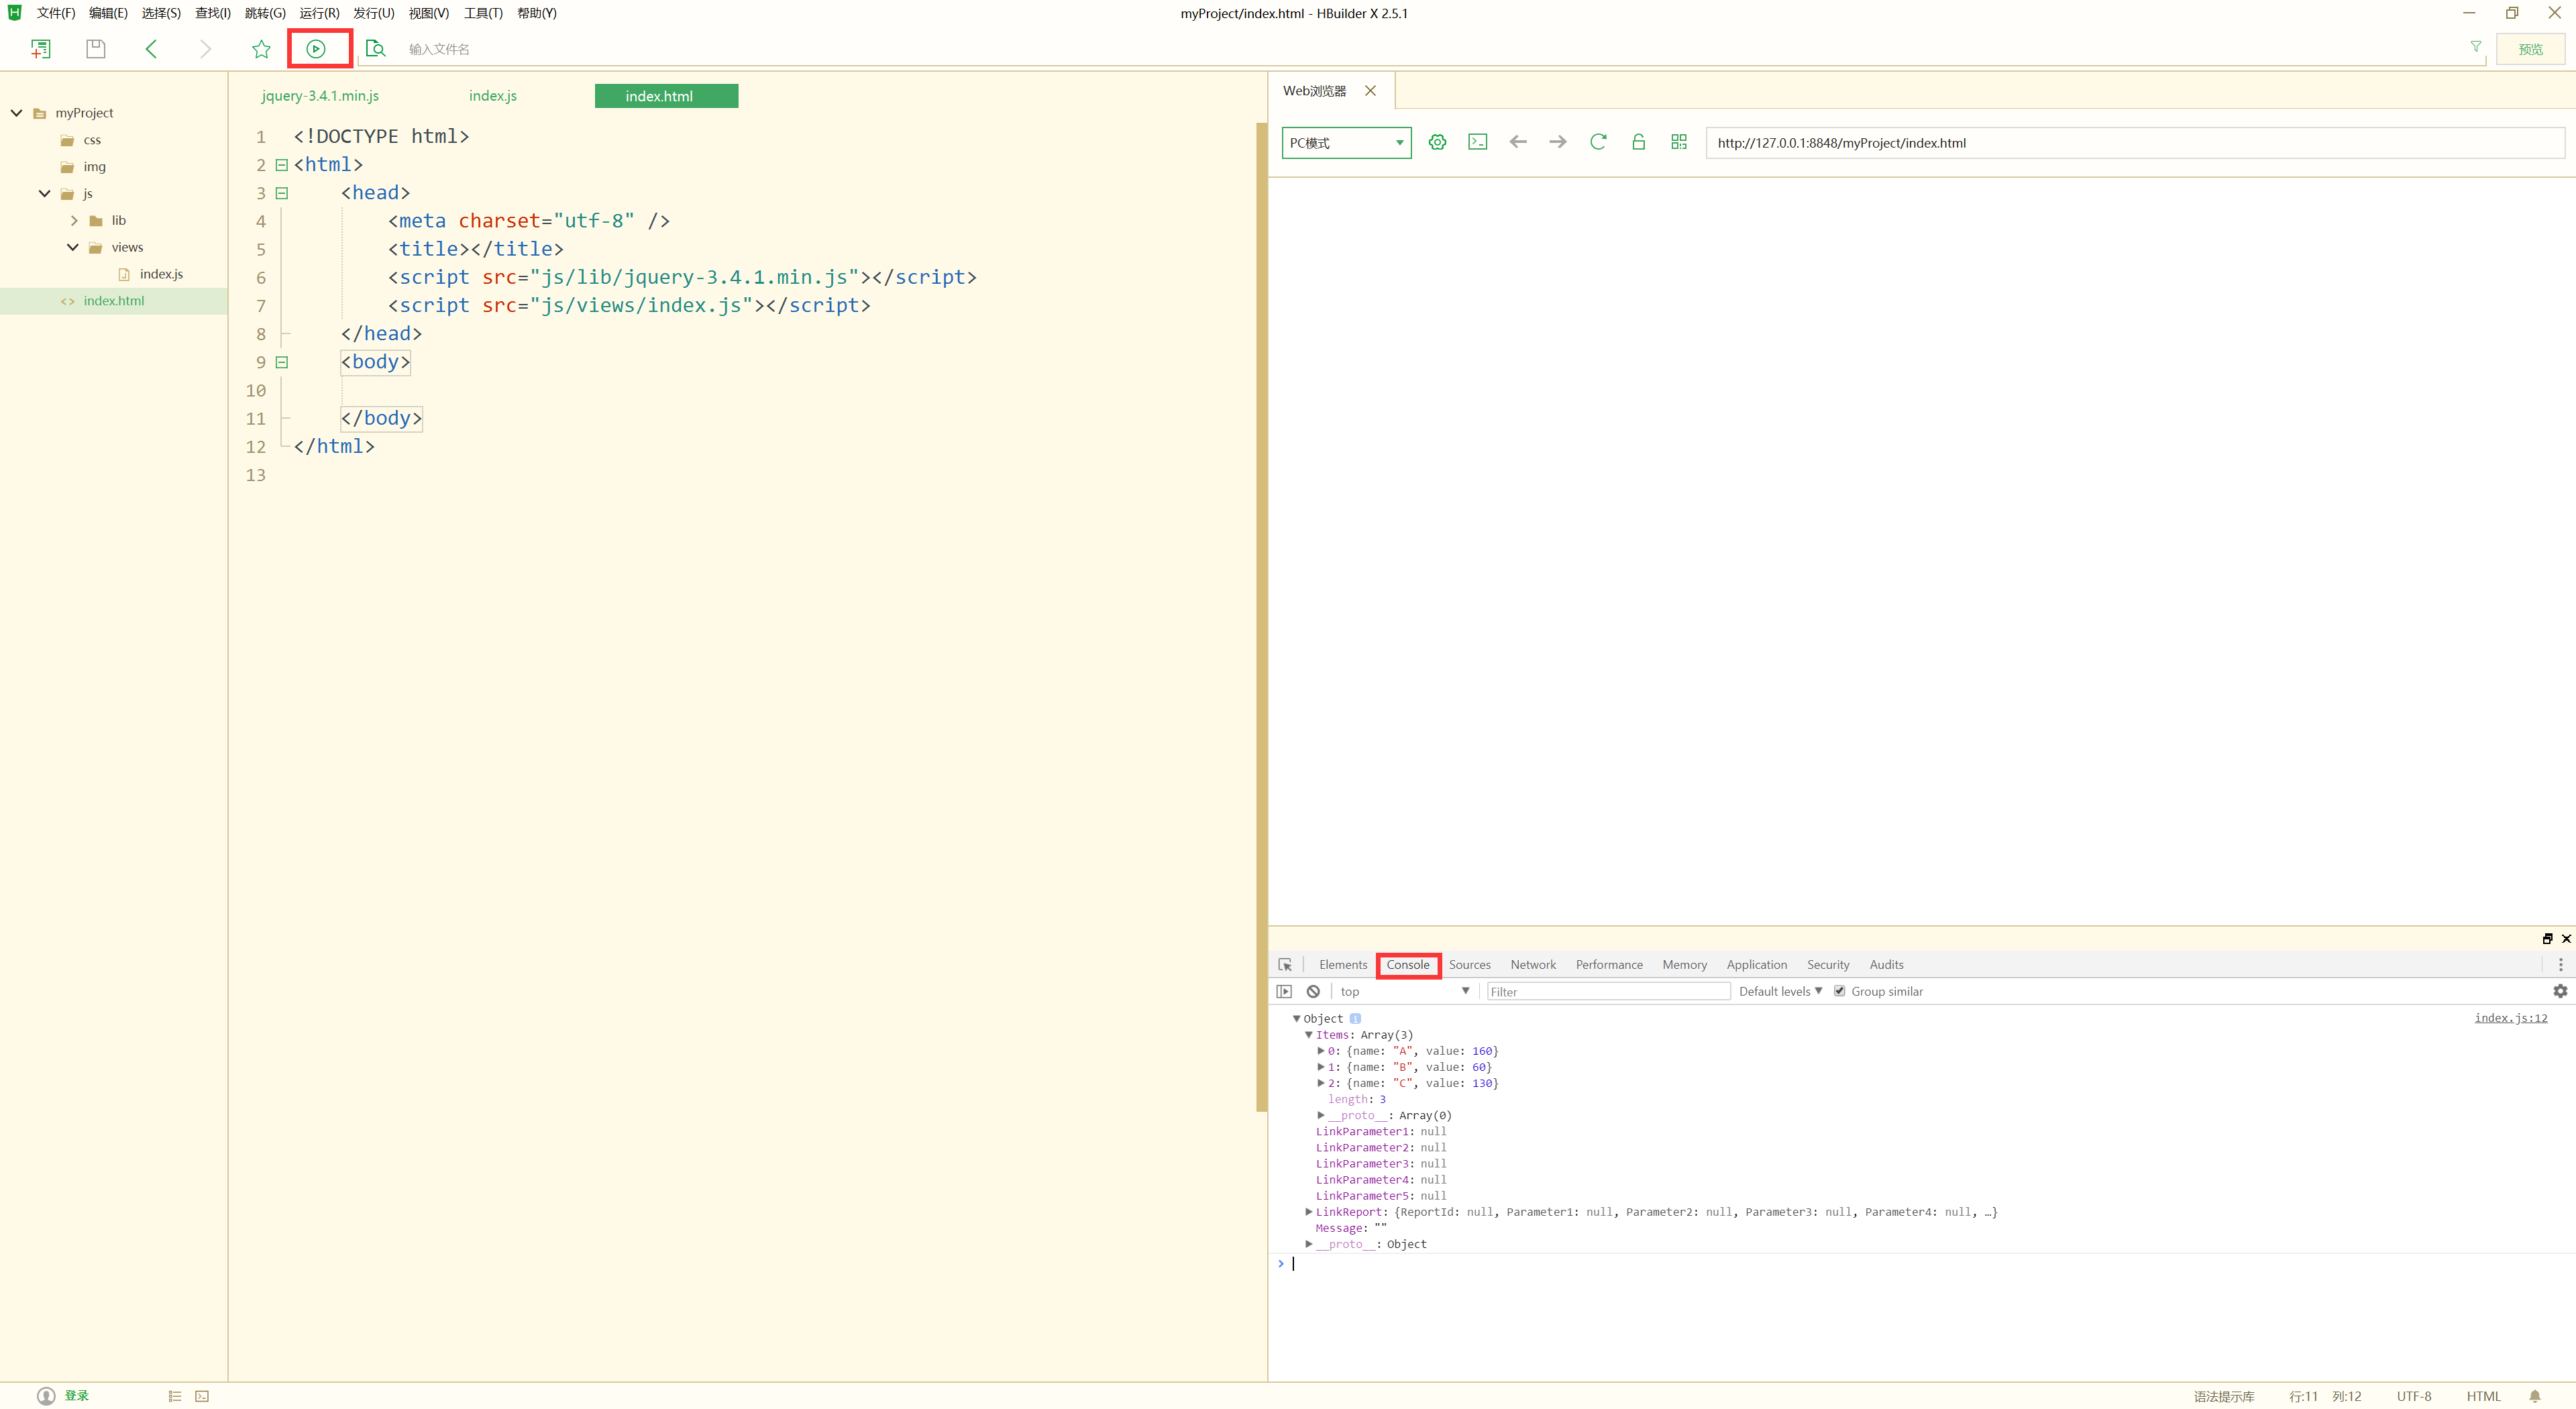 文件(F) 编辑(E) 选择(S) 查找(I) 跳转(G) 运行(R) 发行(U) 视图(V) 工具(T) 帮助(Y)
myProject/index.html - HBuilder X 2.5.1
输入文件名
预览
myProject
css
img
js
lib
views
index.js
index.html
jquery-3.4.1.min.js index.js index.html
1 <!DOCTYPE html>
2 <html>
3 <head>
4 <meta charset="utf-8" />
5 <title></title>
6 <script src="js/lib/jquery-3.4.1.min.js"></script>
7 <script src="js/views/index.js"></script>
8 </head>
9 <body>
10
11 </body>
12 </html>
13
Web浏览器
PC模式
http://127.0.0.1:8848/myProject/index.html
Elements Console Sources Network Performance Memory Application Security Audits
top Filter Default levels Group similar
Object index.js:12
Items: Array(3)
0: {name: "A", value: 160}
1: {name: "B", value: 60}
2: {name: "C", value: 130}
length: 3
__proto__: Array(0)
LinkParameter1: null
LinkParameter2: null
LinkParameter3: null
LinkParameter4: null
LinkParameter5: null
LinkReport: {ReportId: null, Parameter1: null, Parameter2: null, Parameter3: null, Parameter4: null, …}
Message: ""
__proto__: Object
登录
语法提示库 行:11 列:12 UTF-8 HTML